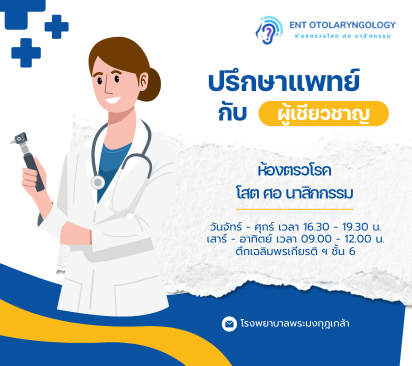 ENT OTOLARYNGOLOGY
ห้องตรวจโสต ศอ นาสิกกรรม
ปรึกษาแพทย์
กับ ผู้เชี่ยวชาญ
ห้องตรวจโรค
โสต ศอ นาสิกกรรม
วันจันทร์ - ศุกร์ เวลา 16.30 - 19.30 น.
เสาร์ - อาทิตย์ เวลา 09.00 - 12.00 น.
ตึกเฉลิมพระเกียรติ ฯ ชั้น 6
โรงพยาบาลพระมงกุฎเกล้า